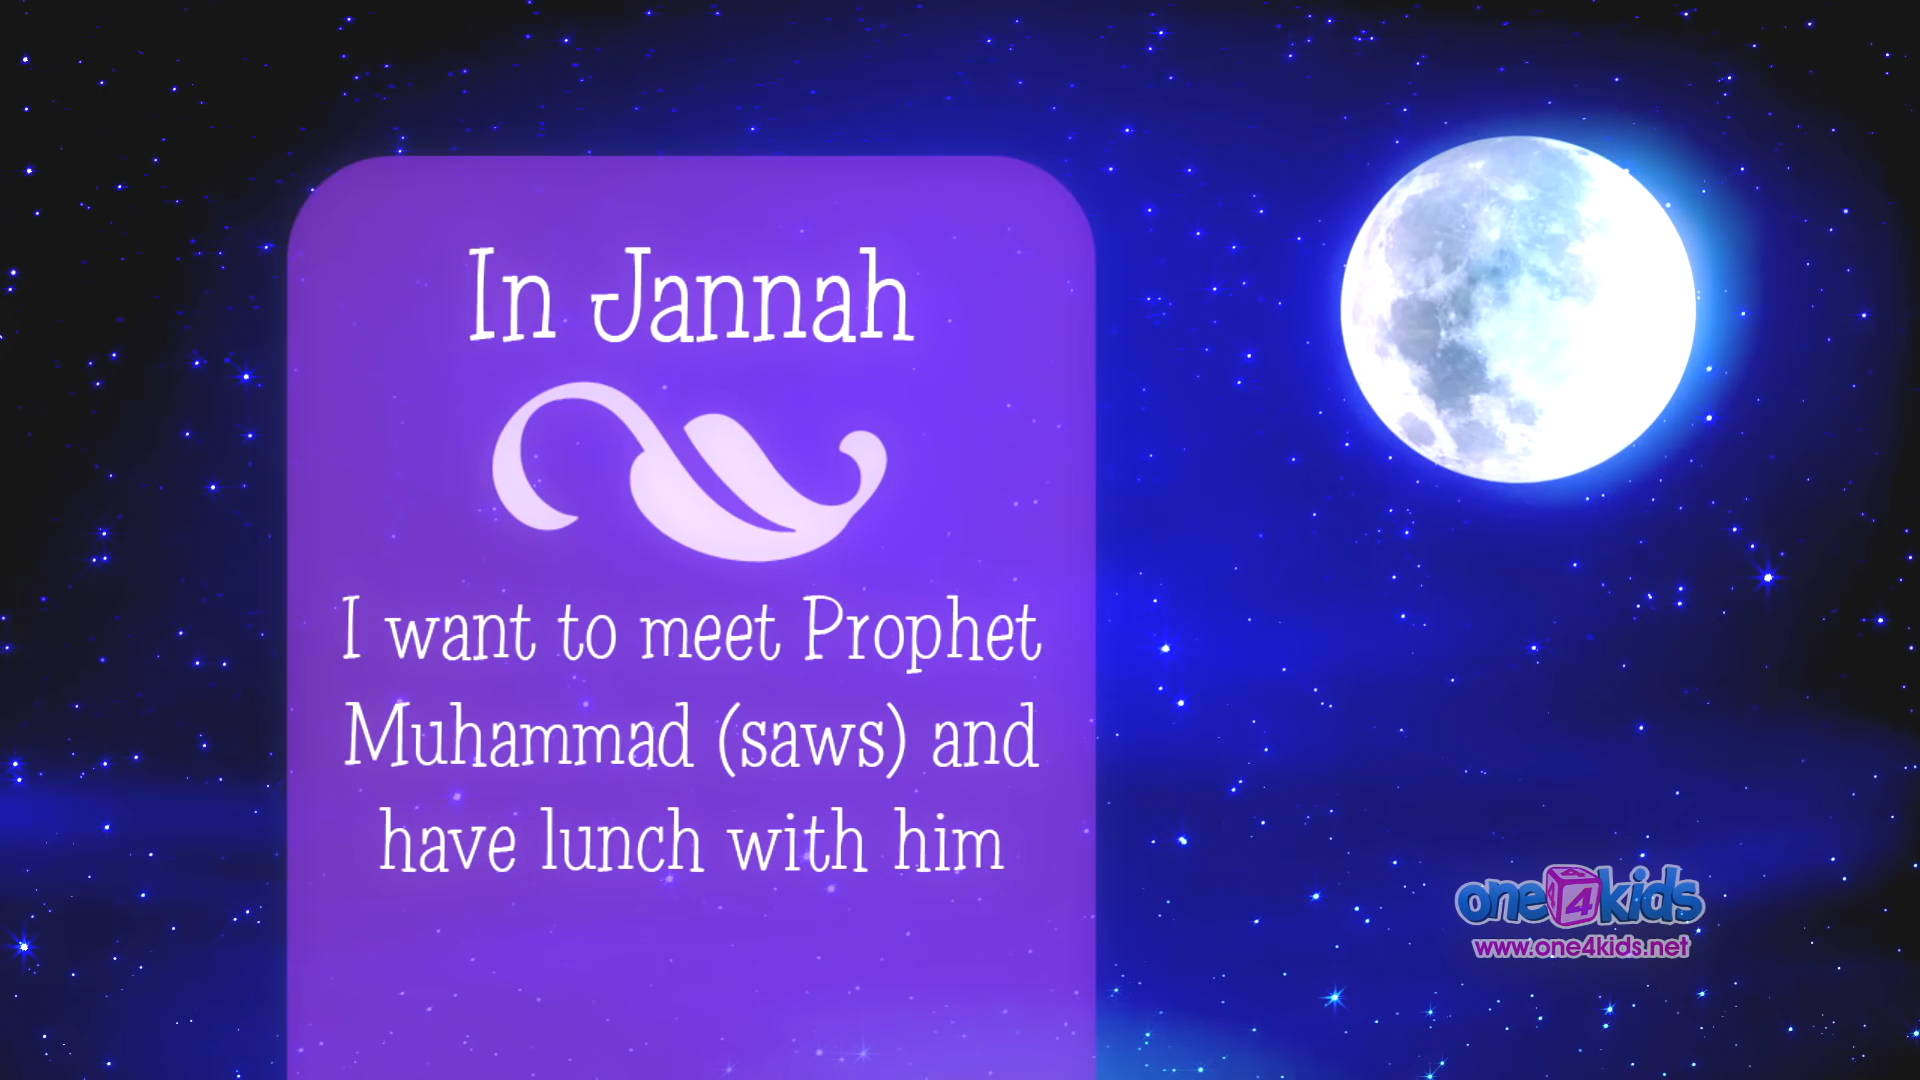 In Jannah
I want to meet Prophet
Muhammad (saws) and
have lunch with him
one4kids
www.one4kids.net